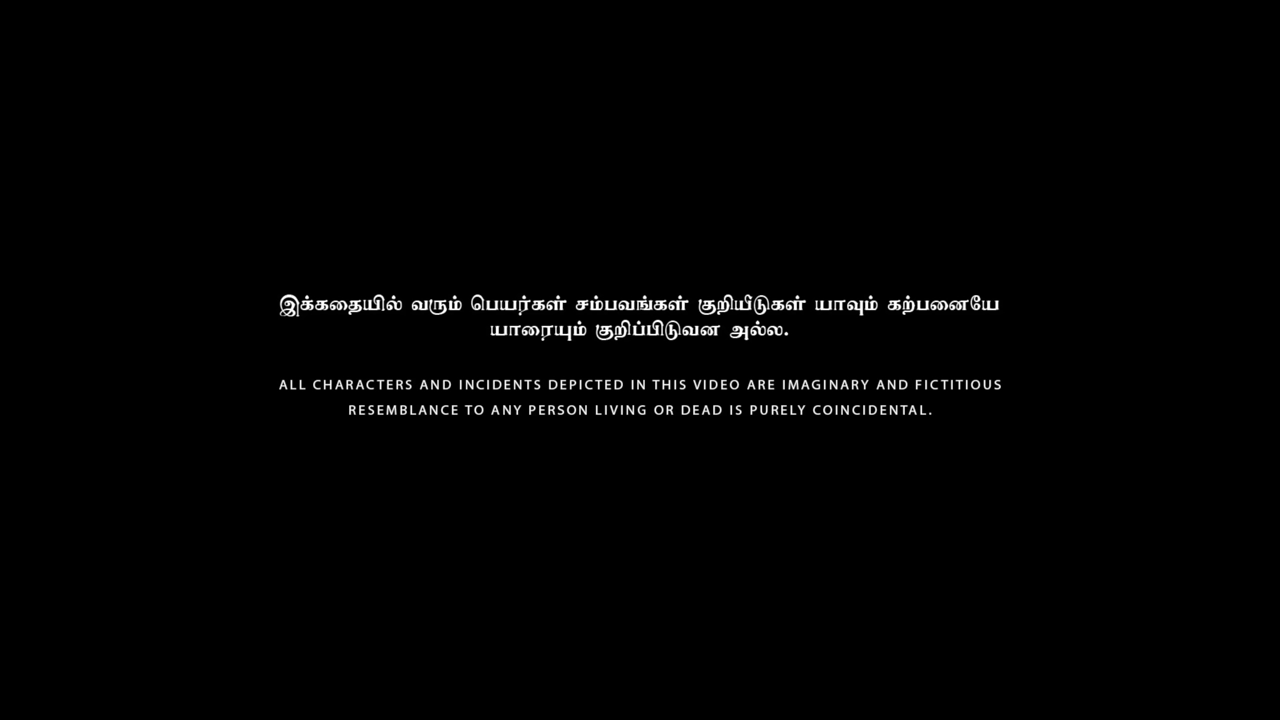 இக்கதையில் வரும் பெயர்கள் சம்பவங்கள் குறியீடுகள் யாவும் கற்பனையே
யாரையும் குறிப்பிடுவன அல்ல.
ALL CHARACTERS AND INCIDENTS DEPICTED IN THIS VIDEO ARE IMAGINARY AND FICTITIOUS
RESEMBLANCE TO ANY PERSON LIVING OR DEAD IS PURELY COINCIDENTAL.